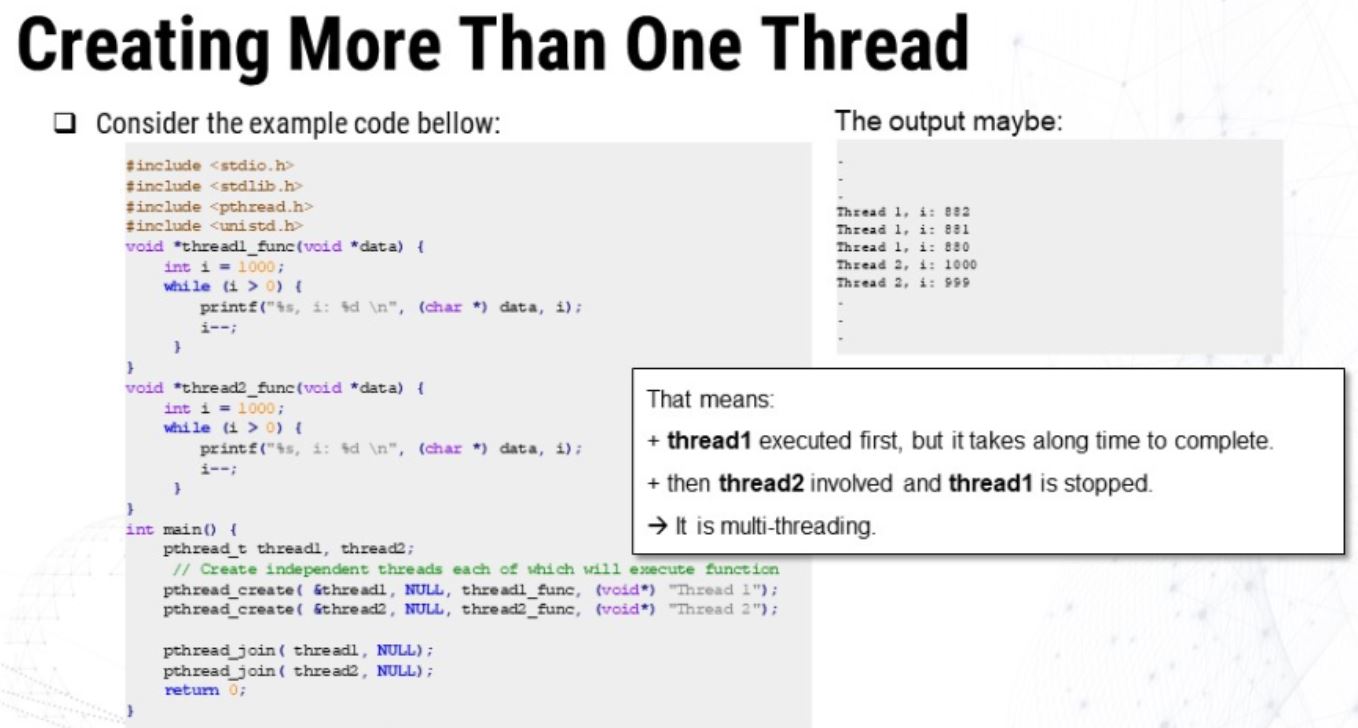 Creating More Than One Thread
❑ Consider the example code bellow:
#include <stdio.h>
#include <stdlib.h>
#include <pthread.h>
#include <unistd.h>
void *thread1_func(void *data) {
int i = 1000;
while (i > 0) {
printf("%s, i: %d \n", (char *) data, i);
i--;
}
}
void *thread2_func(void *data) {
int i = 1000;
while (i > 0) {
printf("%s, i: %d \n", (char *) data, i);
i--;
}
}
int main() {
pthread_t thread1, thread2;
// Create independent threads each of which will execute function
pthread_create( &thread1, NULL, thread1_func, (void*) "Thread 1");
pthread_create( &thread2, NULL, thread2_func, (void*) "Thread 2");
pthread_join( thread1, NULL);
pthread_join( thread2, NULL);
return 0;
}
The output maybe:
-
-
-
Thread 1, i: 882
Thread 1, i: 881
Thread 1, i: 880
Thread 2, i: 1000
Thread 2, i: 999
-
-
-
That means:
+ thread1 executed first, but it takes along time to complete.
+ then thread2 involved and thread1 is stopped.
→ It is multi-threading.